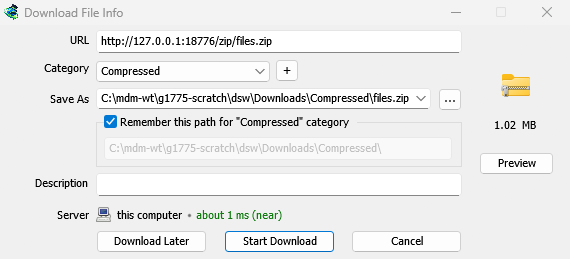 Download File Info
URL http://127.0.0.1:18776/zip/files.zip
Category Compressed +
Save As C:\mdm-wt\g1775-scratch\dsw\Downloads\Compressed\files.zip ...
Remember this path for "Compressed" category
C:\mdm-wt\g1775-scratch\dsw\Downloads\Compressed\
1.02 MB
Preview
Description
Server this computer • about 1 ms (near)
Download Later Start Download Cancel